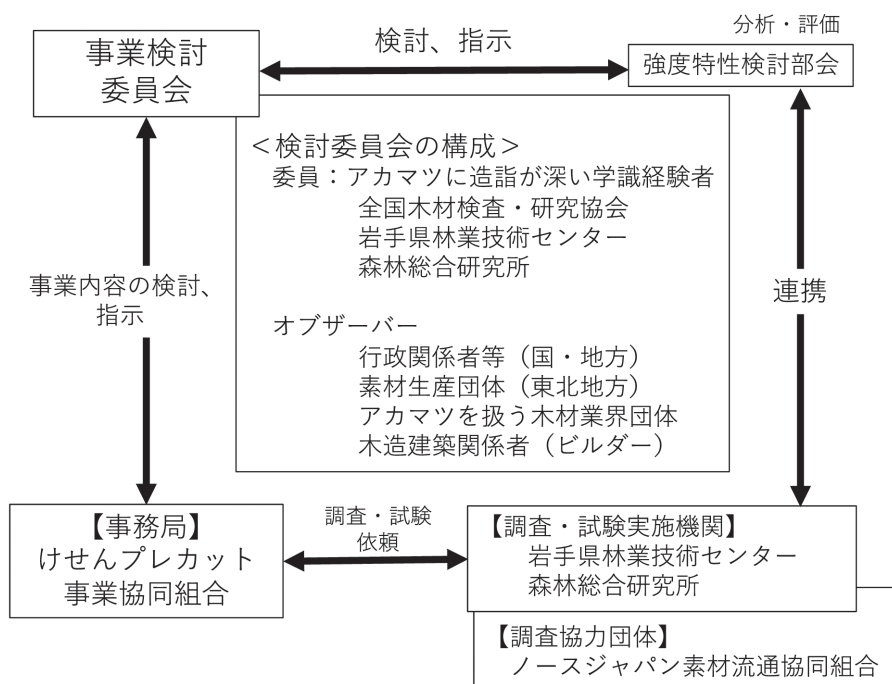 事業検討
委員会
検討、指示
分析・評価
強度特性検討部会
＜検討委員会の構成＞
委員：アカマツに造詣が深い学識経験者
全国木材検査・研究協会
岩手県林業技術センター
森林総合研究所
オブザーバー
行政関係者等（国・地方）
素材生産団体（東北地方）
アカマツを扱う木材業界団体
木造建築関係者（ビルダー）
事業内容の検討、
指示
連携
【事務局】
けせんプレカット
事業協同組合
調査・試験
依頼
【調査・試験実施機関】
岩手県林業技術センター
森林総合研究所
【調査協力団体】
ノースジャパン素材流通協同組合